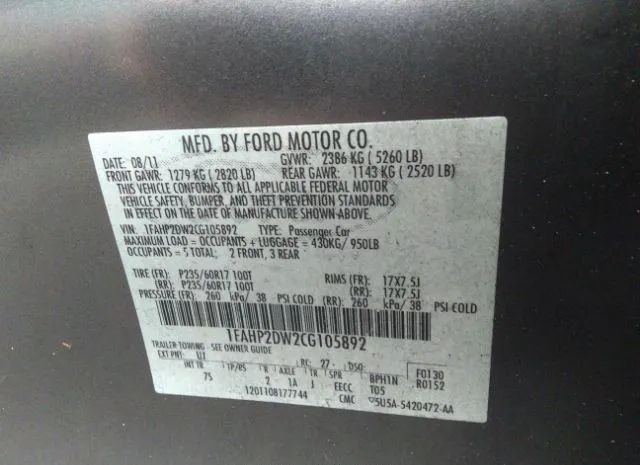 MFD. BY FORD MOTOR CO.
DATE: 08/11 GVWR: 2386 KG ( 5260 LB)
FRONT GAWR: 1279 KG ( 2820 LB) REAR GAWR: 1143 KG ( 2520 LB)
THIS VEHICLE CONFORMS TO ALL APPLICABLE FEDERAL MOTOR
VEHICLE SAFETY, BUMPER, AND THEFT PREVENTION STANDARDS
IN EFFECT ON THE DATE OF MANUFACTURE SHOWN ABOVE.
VIN: 1FAHP2DW2CG105892 TYPE: Passenger Car
MAXIMUM LOAD = OCCUPANTS + LUGGAGE = 430KG/ 950LB
OCCUPANTS = 5 TOTAL: 2 FRONT, 3 REAR
TIRE (FR): P235/60R17 100T RIMS (FR): 17X7.5J
(RR): P235/60R17 100T (RR): 17X7.5J
PRESSURE (FR): 260 kPa/ 38 PSI COLD (RR): 260 kPa/ 38 PSI COLD
1FAHP2DW2CG105892
TRAILER TOWING - SEE OWNER GUIDE
EXT PNT: UJ RC: 27 DSO: F0130
INT TR TP/PS R AXLE TR SPR BPH1N R0152
7S 2 1A J EECC T05
1201108177744 CMC 5U5A-5420472-AA